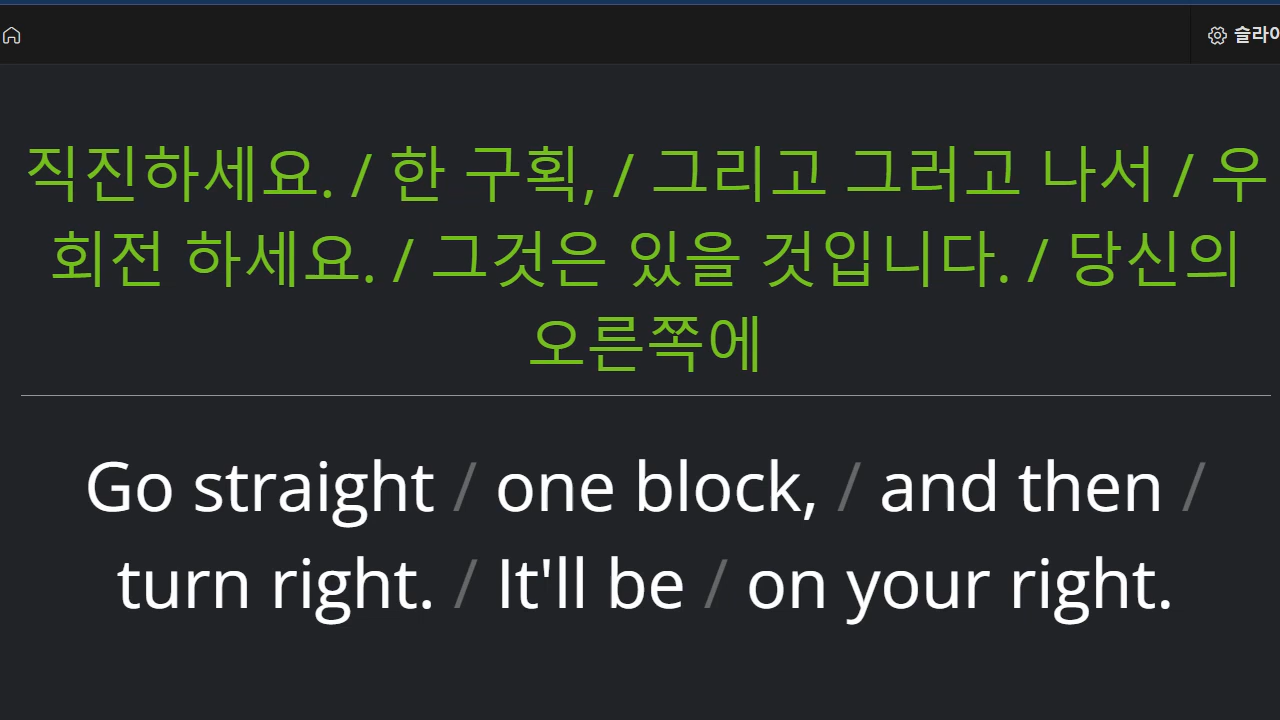 직진하세요. / 한 구획, / 그리고 그러고 나서 / 우
회전 하세요. / 그것은 있을 것입니다. / 당신의
오른쪽에
Go straight / one block, / and then /
turn right. / It'll be / on your right.